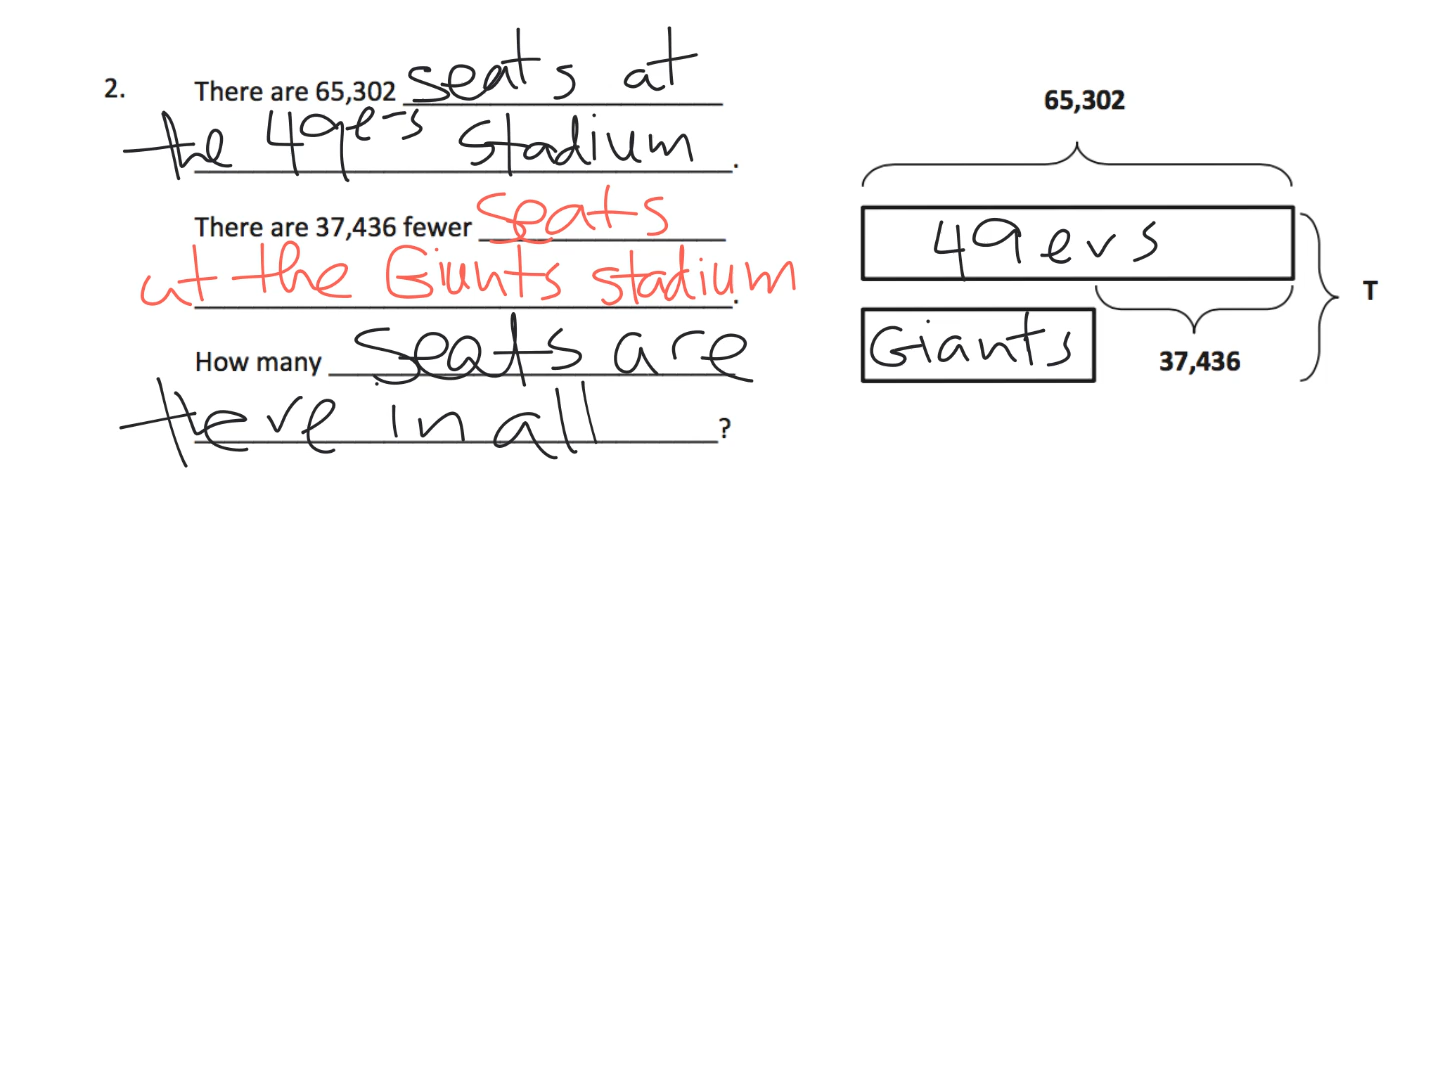 2. There are 65,302 seats at
the 49ers stadium.
There are 37,436 fewer seats
at the Giants stadium.
How many seats are
there in all?
65,302
49ers
T
Giants
37,436